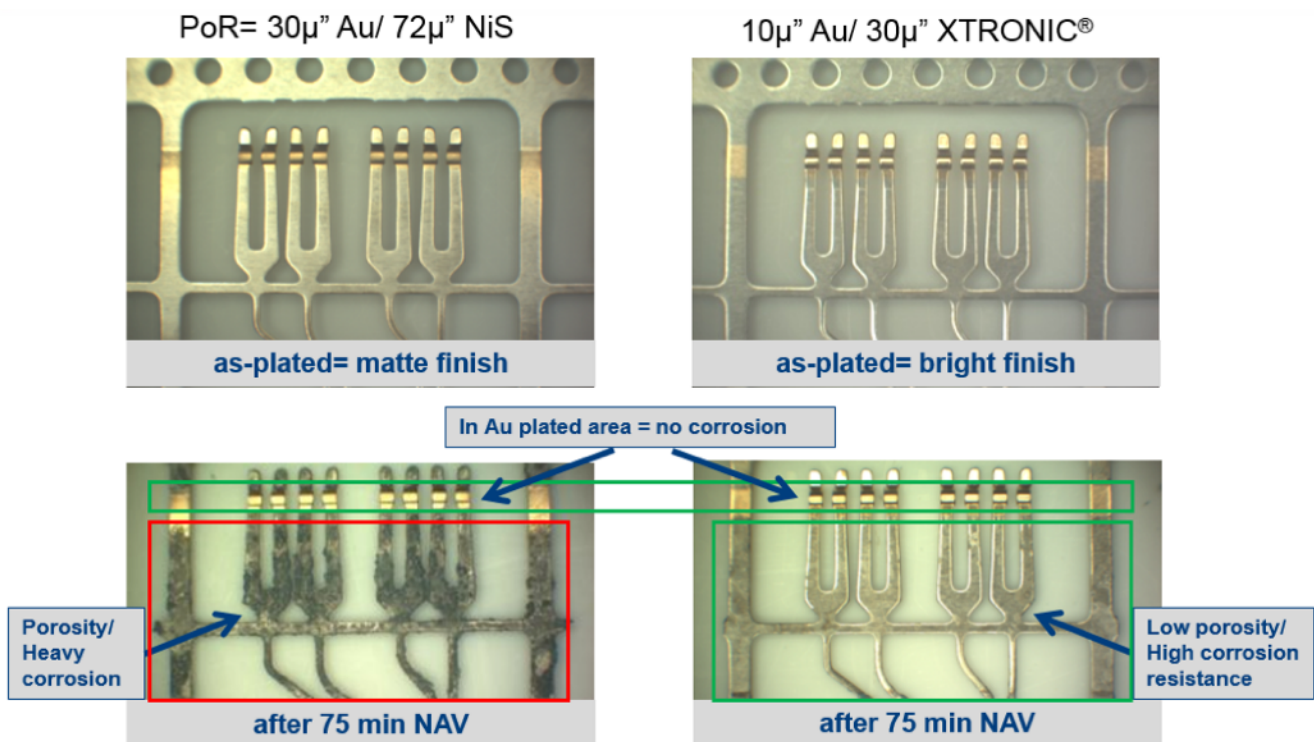 PoR= 30µ” Au/ 72µ” NiS
10µ” Au/ 30µ” XTRONIC®
as-plated= matte finish
as-plated= bright finish
In Au plated area = no corrosion
Porosity/
Heavy
corrosion
Low porosity/
High corrosion
resistance
after 75 min NAV
after 75 min NAV